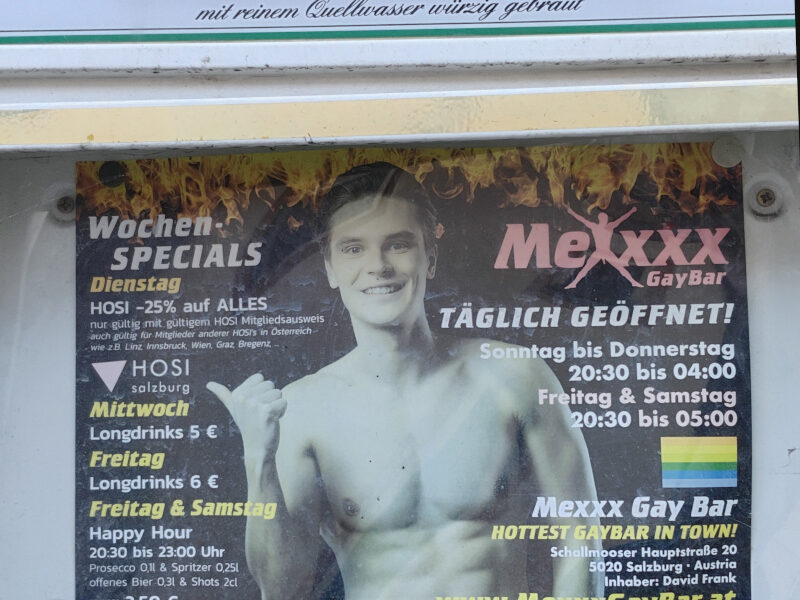 mit reinem Quellwasser würzig gebraut
Wochen-
SPECIALS
Dienstag
HOSI -25% auf ALLES
nur gültig mit gültigem HOSI Mitgliedsausweis
auch gültig für Mitglieder anderer HOSI's in Österreich
wie z.B. Linz, Innsbruck, Wien, Graz, Bregenz,
HOSI
salzburg
Mittwoch
Longdrinks 5 €
Freitag
Longdrinks 6 €
Freitag & Samstag
Happy Hour
20:30 bis 23:00 Uhr
Prosecco 0,1l & Spritzer 0,25l
offenes Bier 0,3l & Shots 2cl
2,50 €
Mexxxx
GayBar
TÄGLICH GEÖFFNET!
Sonntag bis Donnerstag
20:30 bis 04:00
Freitag & Samstag
20:30 bis 05:00
Mexxx Gay Bar
HOTTEST GAYBAR IN TOWN!
Schallmooser Hauptstraße 20
5020 Salzburg · Austria
Inhaber: David Frank
www.MexxxGayBar.at